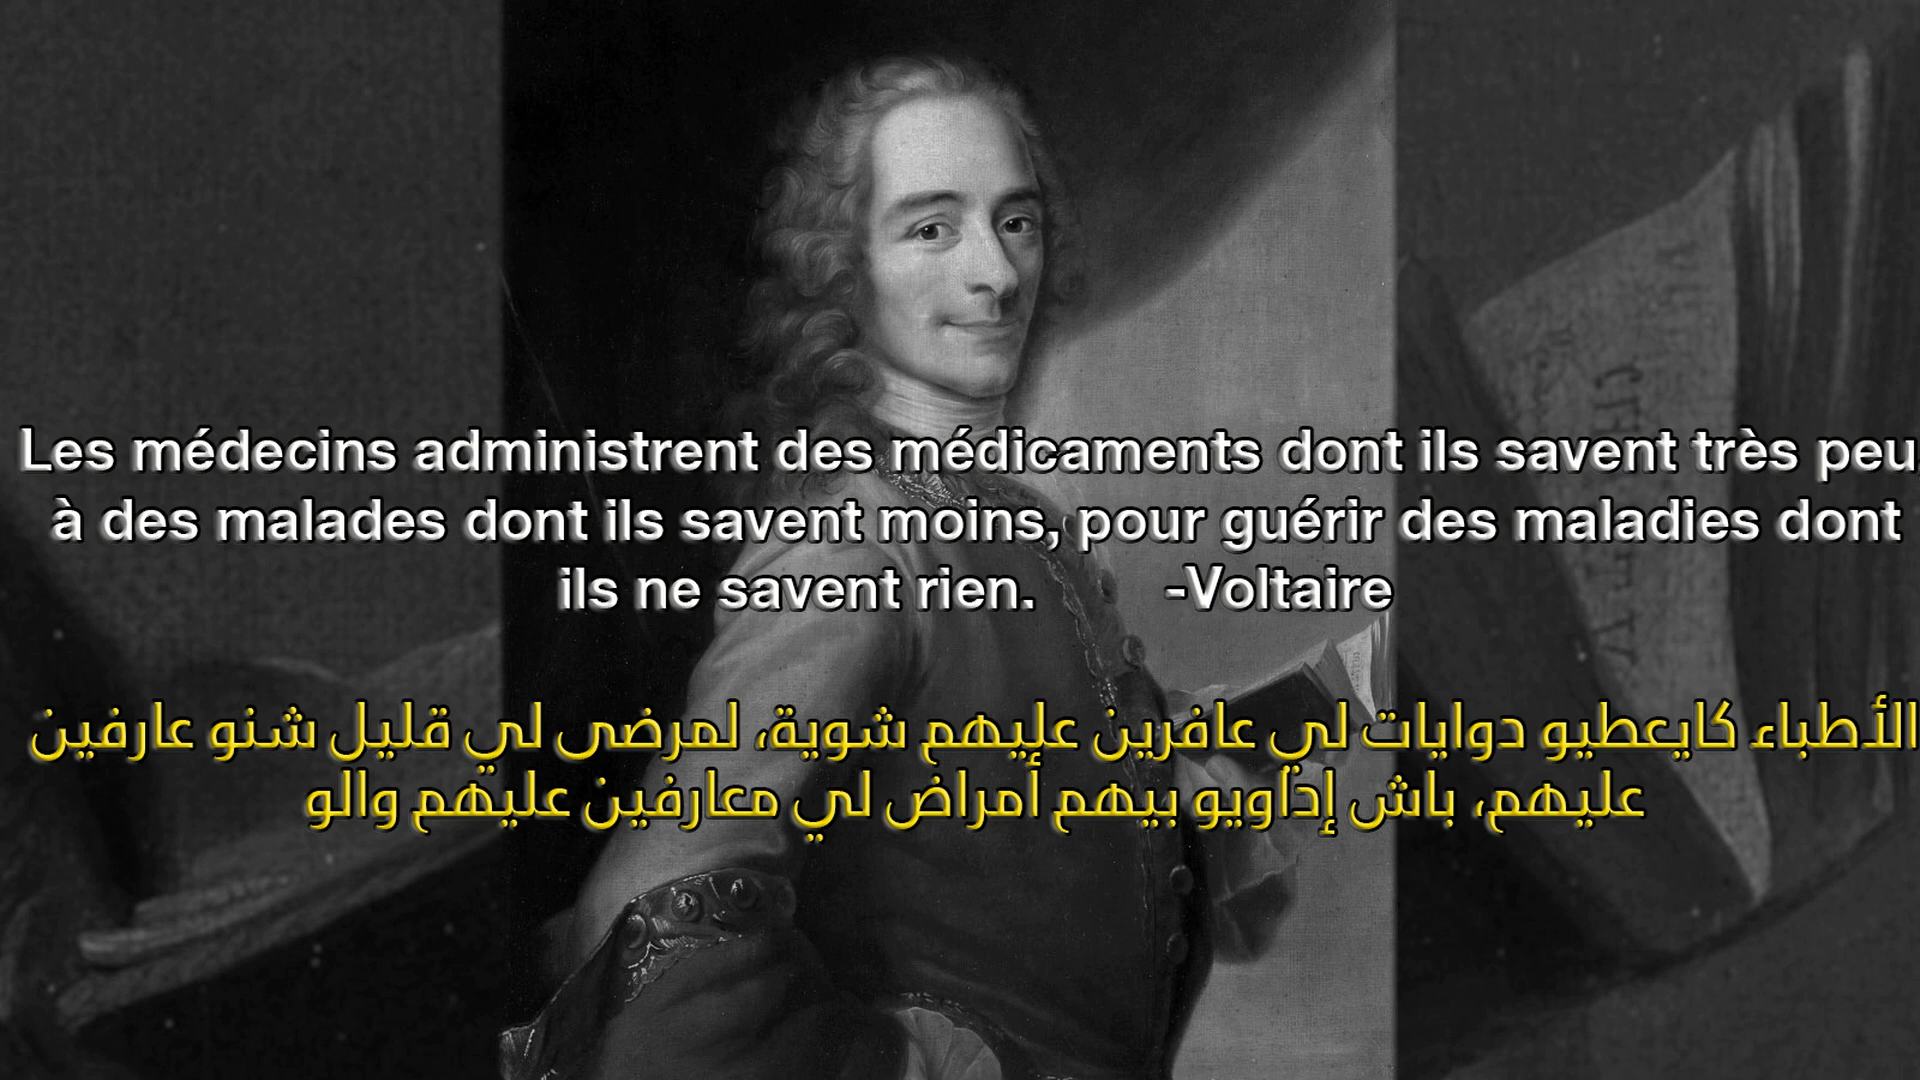 Les médecins administrent des médicaments dont ils savent très peu
à des malades dont ils savent moins, pour guérir des maladies dont
ils ne savent rien. -Voltaire
الأطباء كايعطيو دوايات لي عافرين عليهم شوية، لمرضى لي قليل شنو عارفين
عليهم، باش إداويو بيهم أمراض لي معارفين عليهم والو